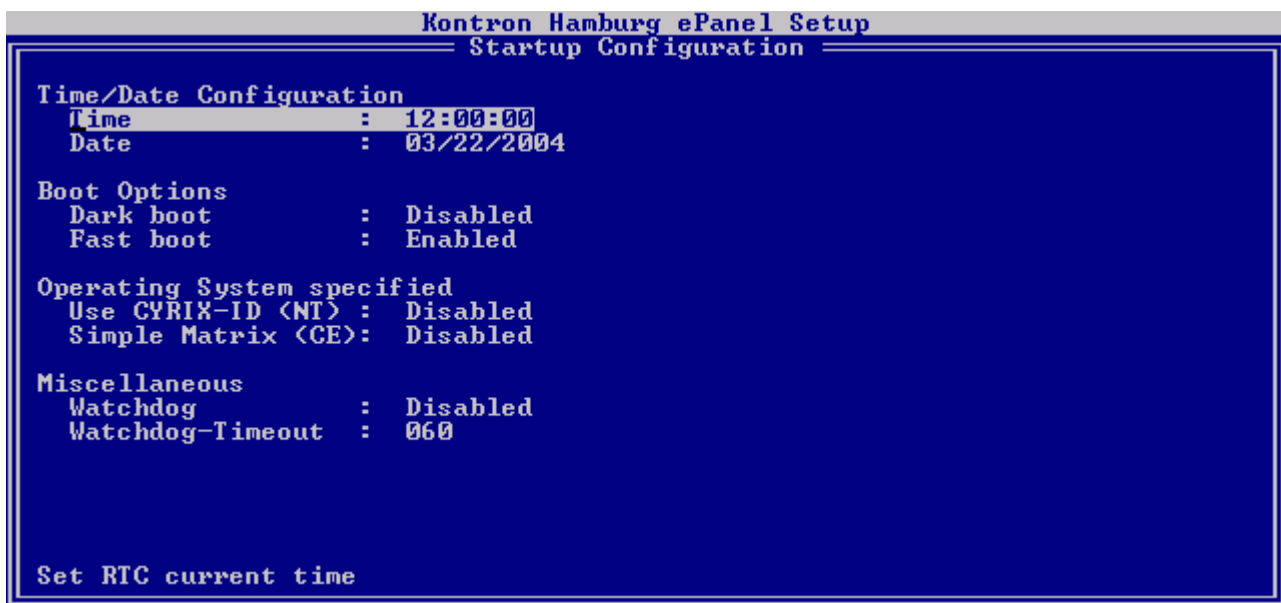 Kontron Hamburg ePanel Setup
Startup Configuration
Time/Date Configuration
Time : 12:00:00
Date : 03/22/2004
Boot Options
Dark boot : Disabled
Fast boot : Enabled
Operating System specified
Use CYRIX-ID (NT) : Disabled
Simple Matrix (CE): Disabled
Miscellaneous
Watchdog : Disabled
Watchdog-Timeout : 060
Set RTC current time